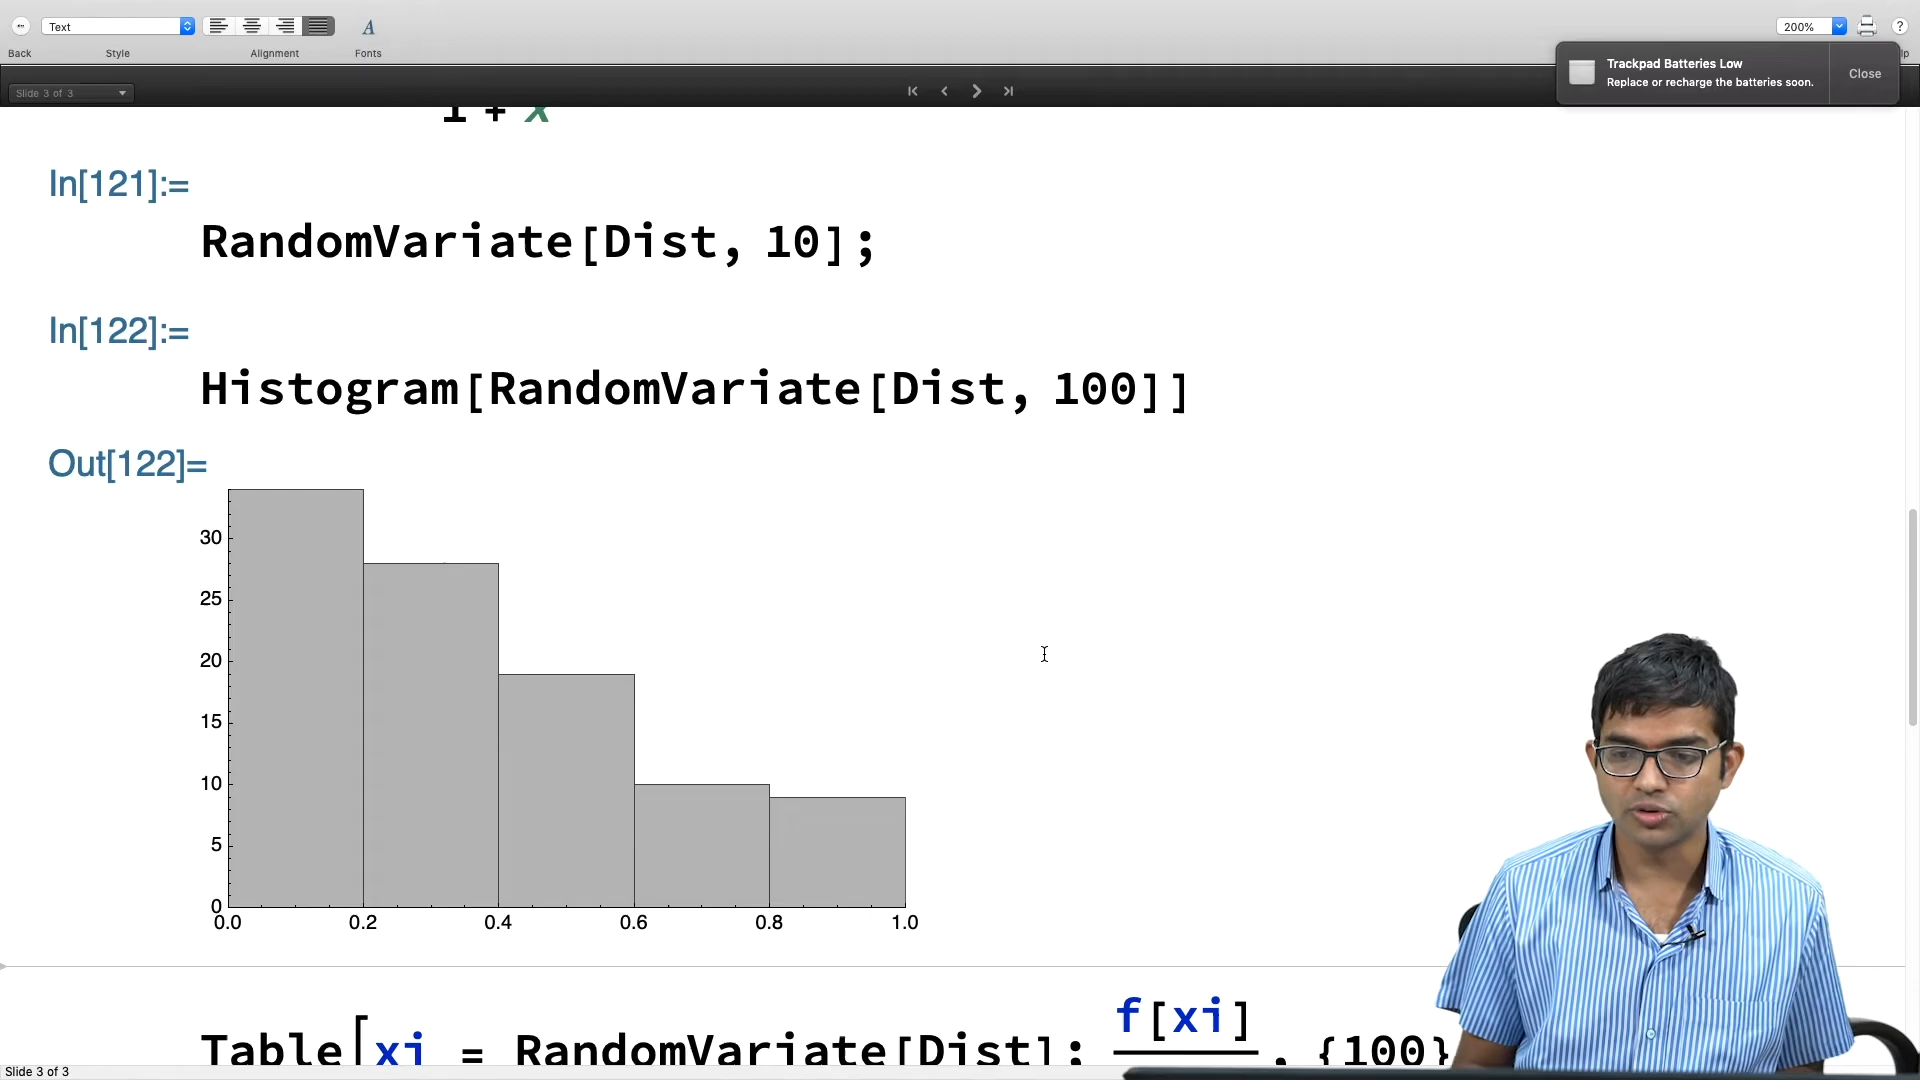 Text
200%
Back
Style
Alignment
Fonts
Trackpad Batteries Low
Replace or recharge the batteries soon.
Close
Slide 3 of 3
1 + x
In[121]:=
RandomVariate[Dist, 10];
In[122]:=
Histogram[RandomVariate[Dist, 100]]
Out[122]=
30
25
20
15
10
5
0
0.0 0.2 0.4 0.6 0.8 1.0
f[xi]
Table[xi = RandomVariate[Dist]; , {100}
Slide 3 of 3